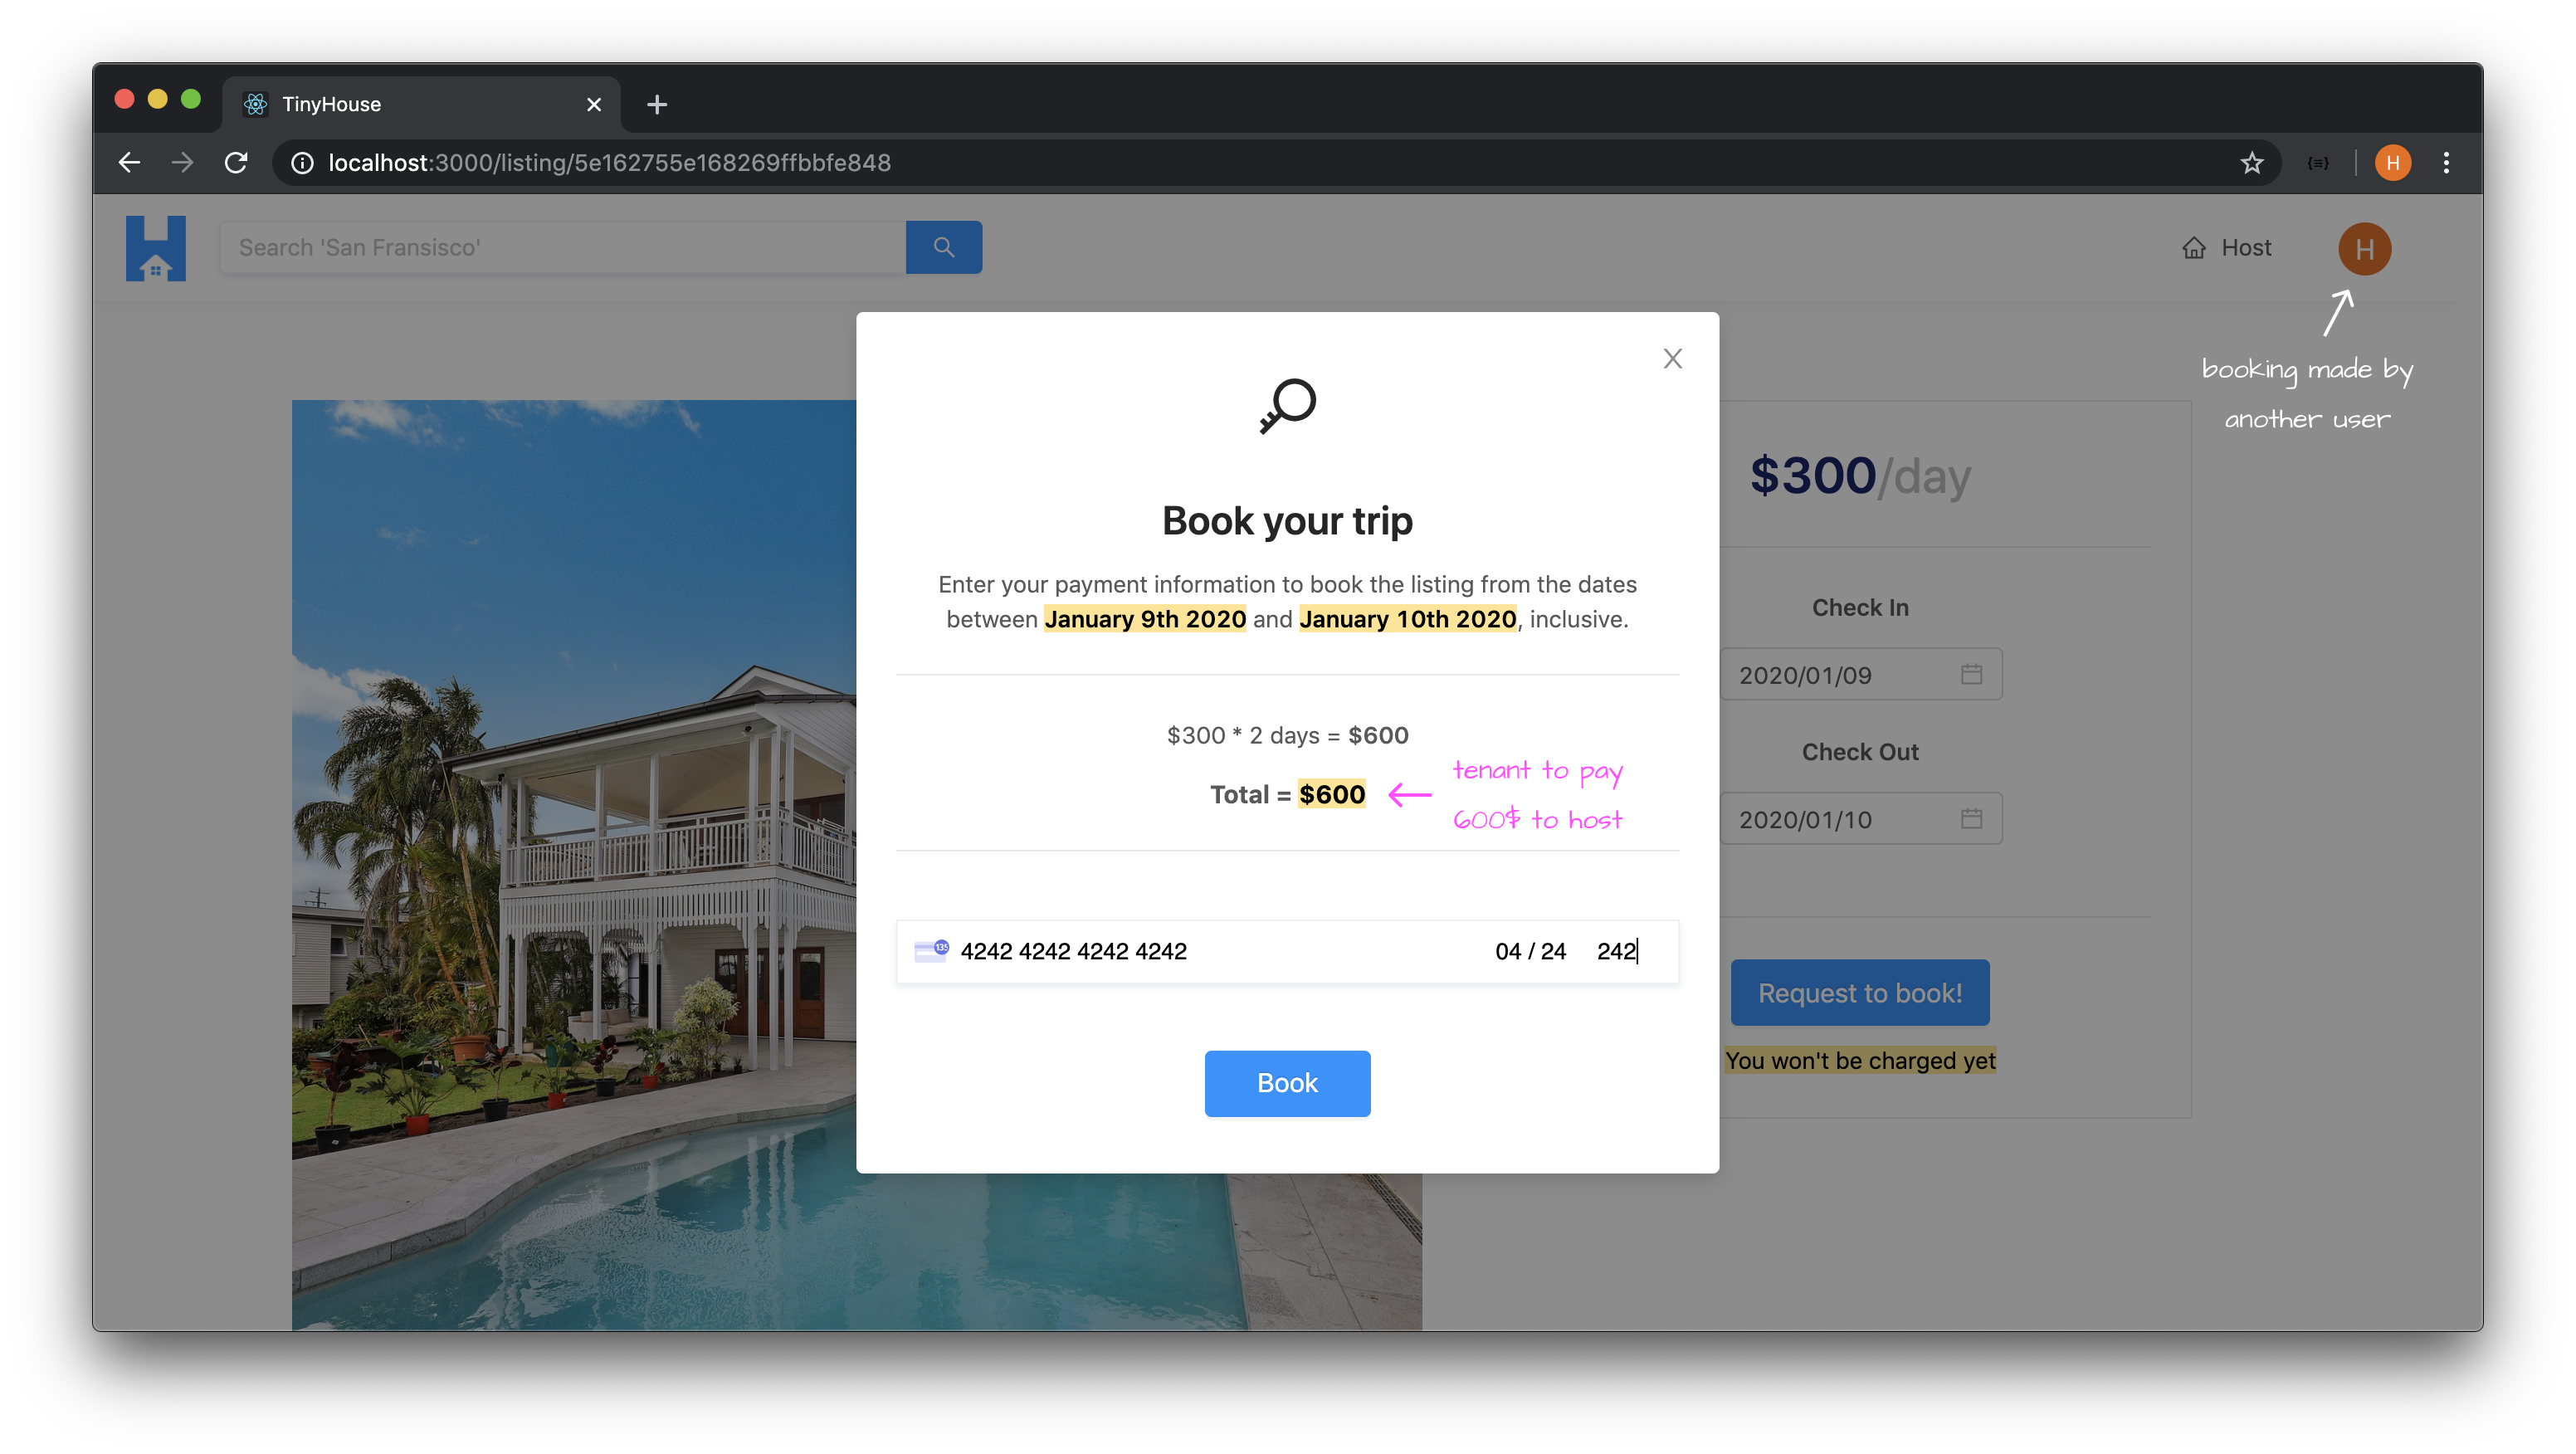 TinyHouse
localhost:3000/listing/5e162755e168269ffbbfe848
H
Search 'San Fransisco'
Host
H
booking made by
another user
Book your trip
Enter your payment information to book the listing from the dates
between January 9th 2020 and January 10th 2020, inclusive.
$300 * 2 days = $600
Total = $600
tenant to pay
600$ to host
135
4242 4242 4242 4242
04 / 24
242
Book
$300/day
Check In
2020/01/09
Check Out
2020/01/10
Request to book!
You won't be charged yet